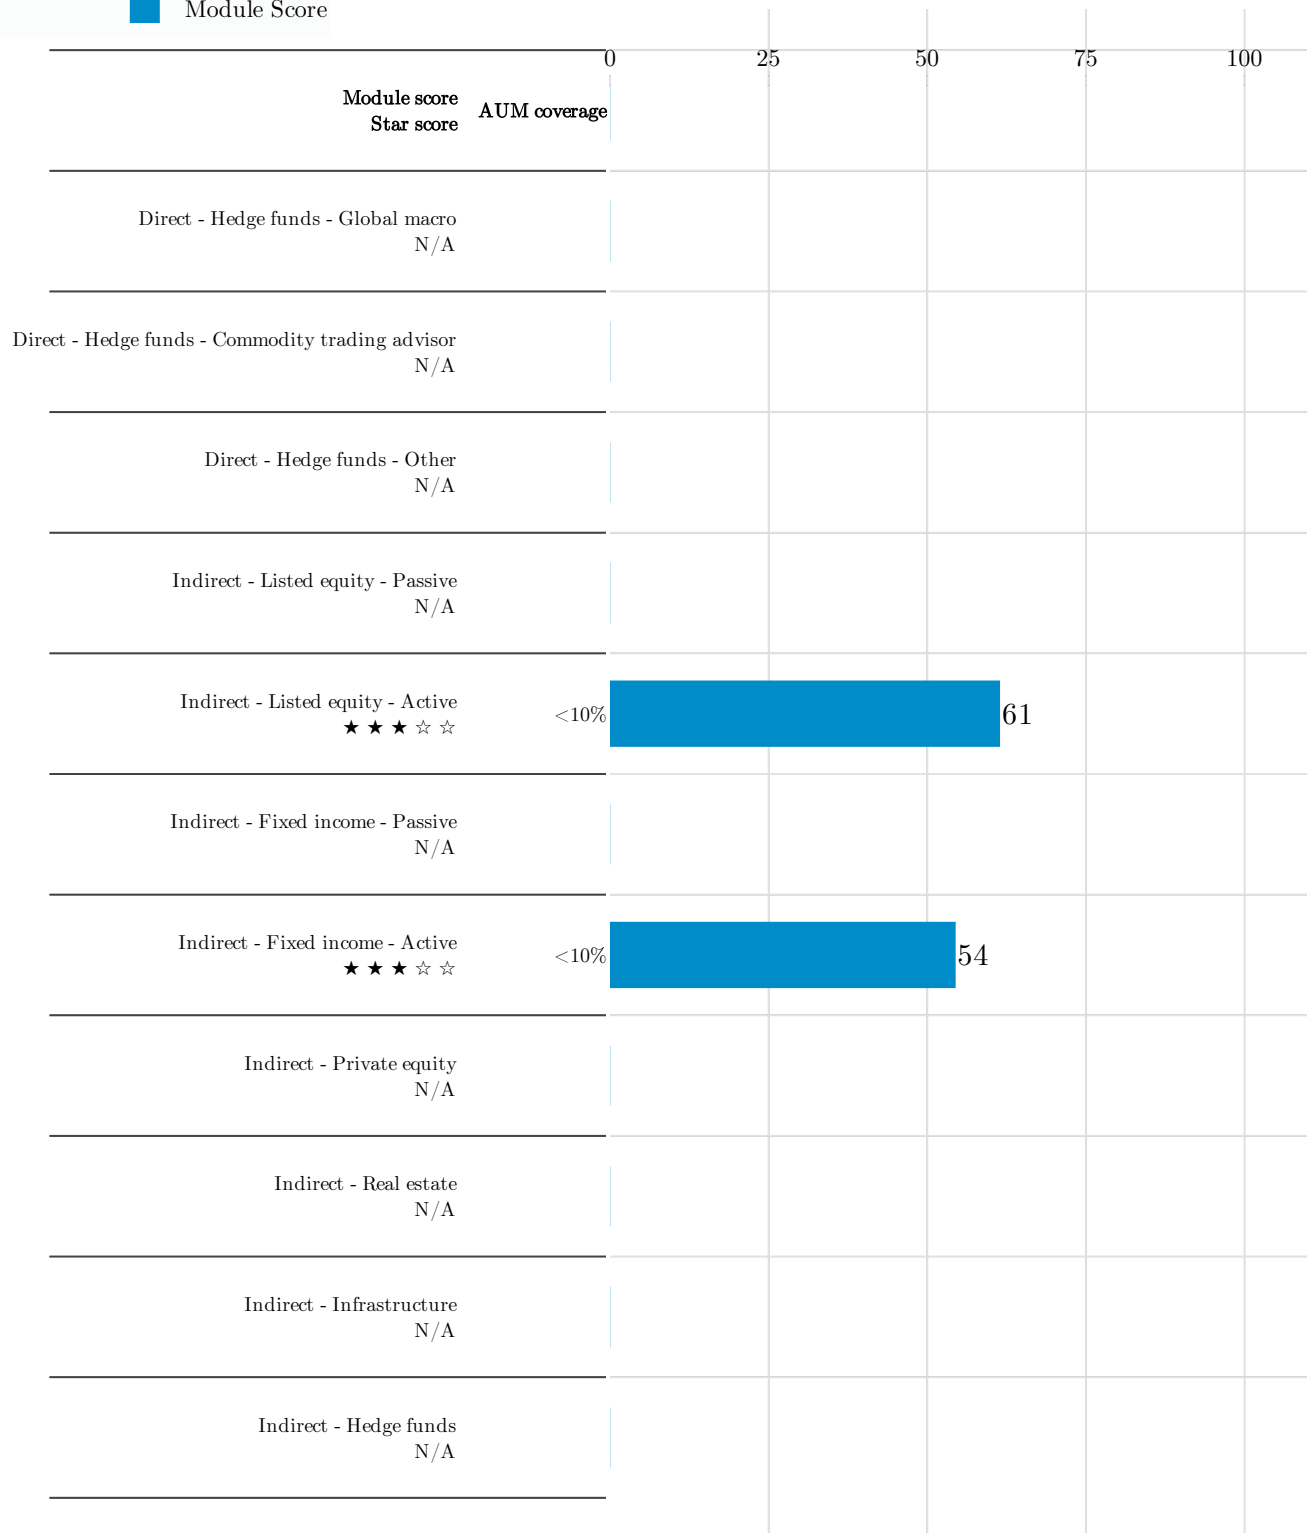 Module Score
0 25 50 75 100
Module score
Star score
AUM coverage
Direct - Hedge funds - Global macro
N/A
Direct - Hedge funds - Commodity trading advisor
N/A
Direct - Hedge funds - Other
N/A
Indirect - Listed equity - Passive
N/A
Indirect - Listed equity - Active
★ ★ ★ ☆ ☆
<10%
61
Indirect - Fixed income - Passive
N/A
Indirect - Fixed income - Active
★ ★ ★ ☆ ☆
<10%
54
Indirect - Private equity
N/A
Indirect - Real estate
N/A
Indirect - Infrastructure
N/A
Indirect - Hedge funds
N/A